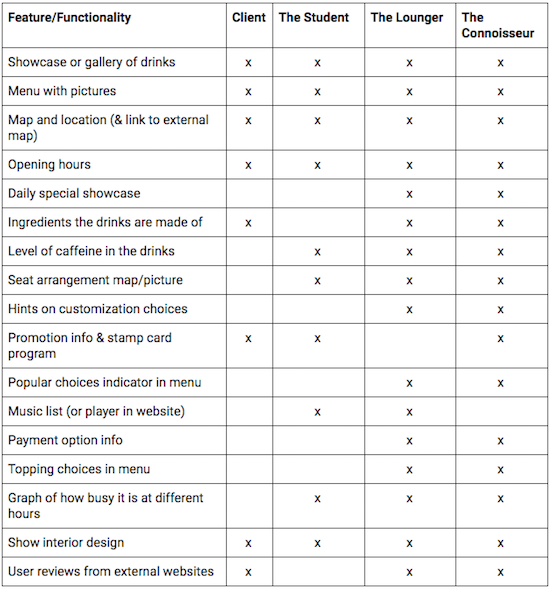 Feature/Functionality Client The Student The Lounger The
Connoisseur
Showcase or gallery of drinks x x x x
Menu with pictures x x x x
Map and location (& link to external x x x x
map)
Opening hours x x x x
Daily special showcase x x
Ingredients the drinks are made of x x x
Level of caffeine in the drinks x x x
Seat arrangement map/picture x x x
Hints on customization choices x x
Promotion info & stamp card x x x
program
Popular choices indicator in menu x x
Music list (or player in website) x x
Payment option info x x
Topping choices in menu x x
Graph of how busy it is at different x x x
hours
Show interior design x x x x
User reviews from external websites x x x